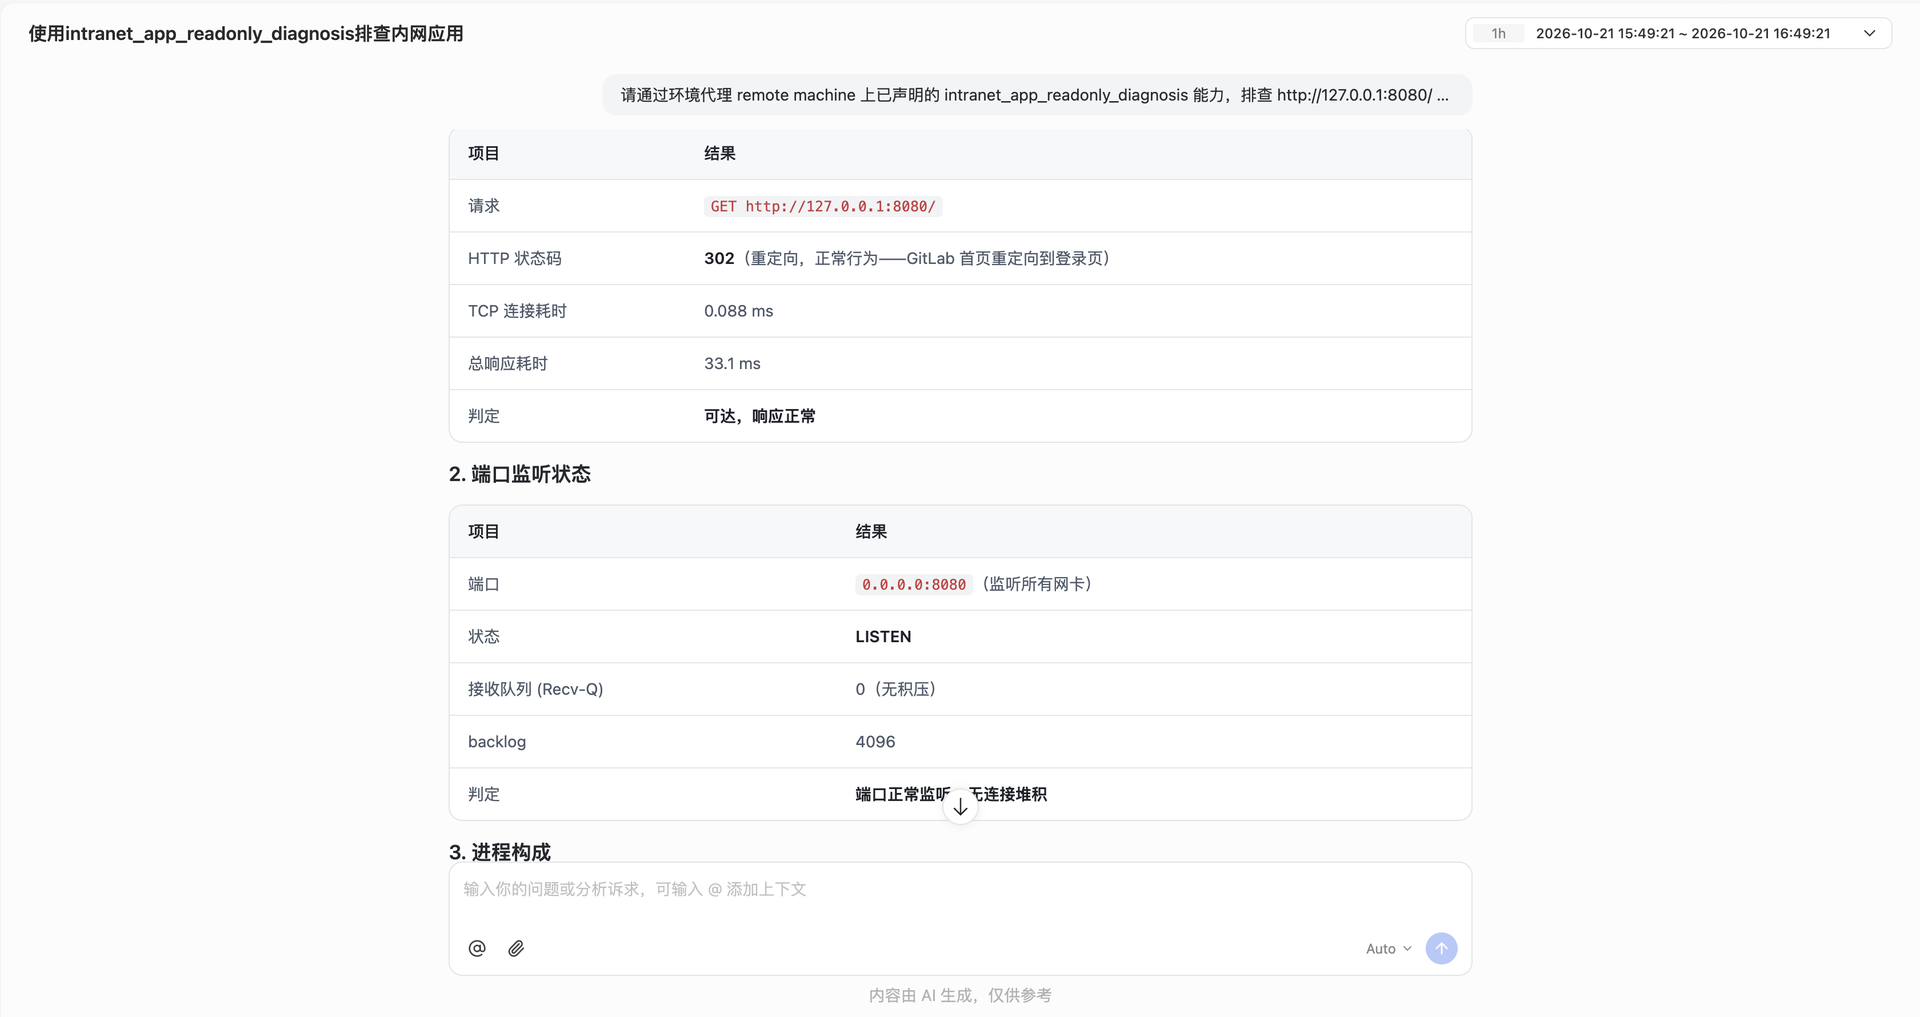 使用intranet_app_readonly_diagnosis排查内网应用
1h 2026-10-21 15:49:21 ~ 2026-10-21 16:49:21
请通过环境代理 remote machine 上已声明的 intranet_app_readonly_diagnosis 能力，排查 http://127.0.0.1:8080/ ...
项目 结果
请求 GET http://127.0.0.1:8080/
HTTP 状态码 302（重定向，正常行为——GitLab 首页重定向到登录页）
TCP 连接耗时 0.088 ms
总响应耗时 33.1 ms
判定 可达，响应正常
2. 端口监听状态
项目 结果
端口 0.0.0.0:8080（监听所有网卡）
状态 LISTEN
接收队列 (Recv-Q) 0（无积压）
backlog 4096
判定 端口正常监听 无连接堆积
3. 进程构成
输入你的问题或分析诉求，可输入 @ 添加上下文
@ Auto
内容由 AI 生成，仅供参考